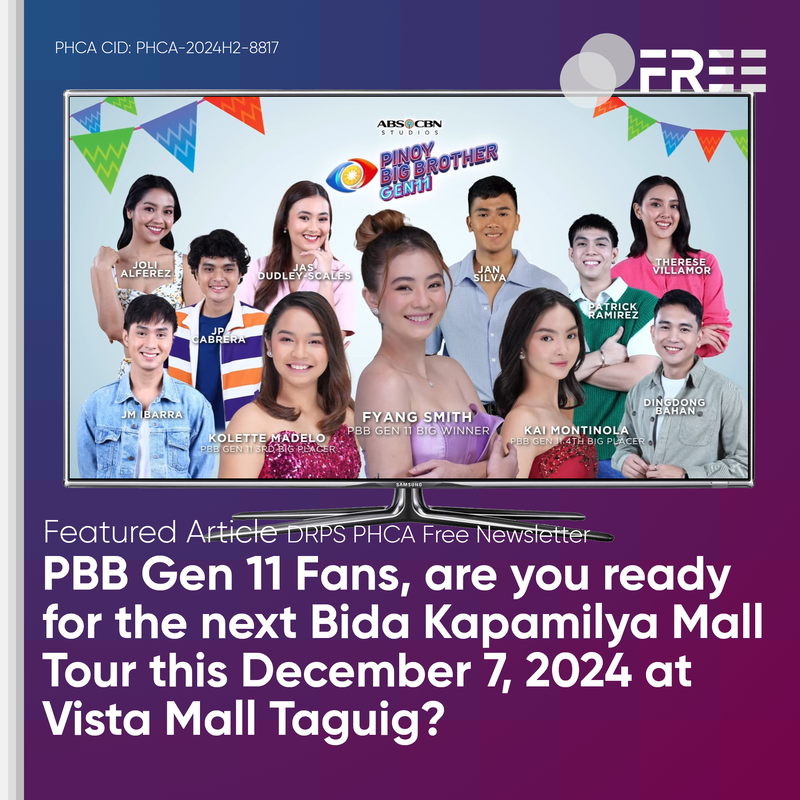 PHCA CID: PHCA-2024H2-8817
FREE
ABS CBN
STUDIOS
PINOY
BIG BROTHER
GEN11
JOLI
ALFEREZ
JAS
DUDLEY-SCALES
JAN
SILVA
THERESE
VILLAMOR
JP
CABRERA
PATRICK
RAMIREZ
JM IBARRA
DINGDONG
BAHAN
FYANG SMITH
PBB GEN 11 BIG WINNER
KOLETTE MADELO
PBB GEN 11 3RD BIG PLACER
KAI MONTINOLA
PBB GEN 11 4TH BIG PLACER
SAMSUNG
Featured Article DRPS PHCA Free Newsletter
PBB Gen 11 Fans, are you ready
for the next Bida Kapamilya Mall
Tour this December 7, 2024 at
Vista Mall Taguig?